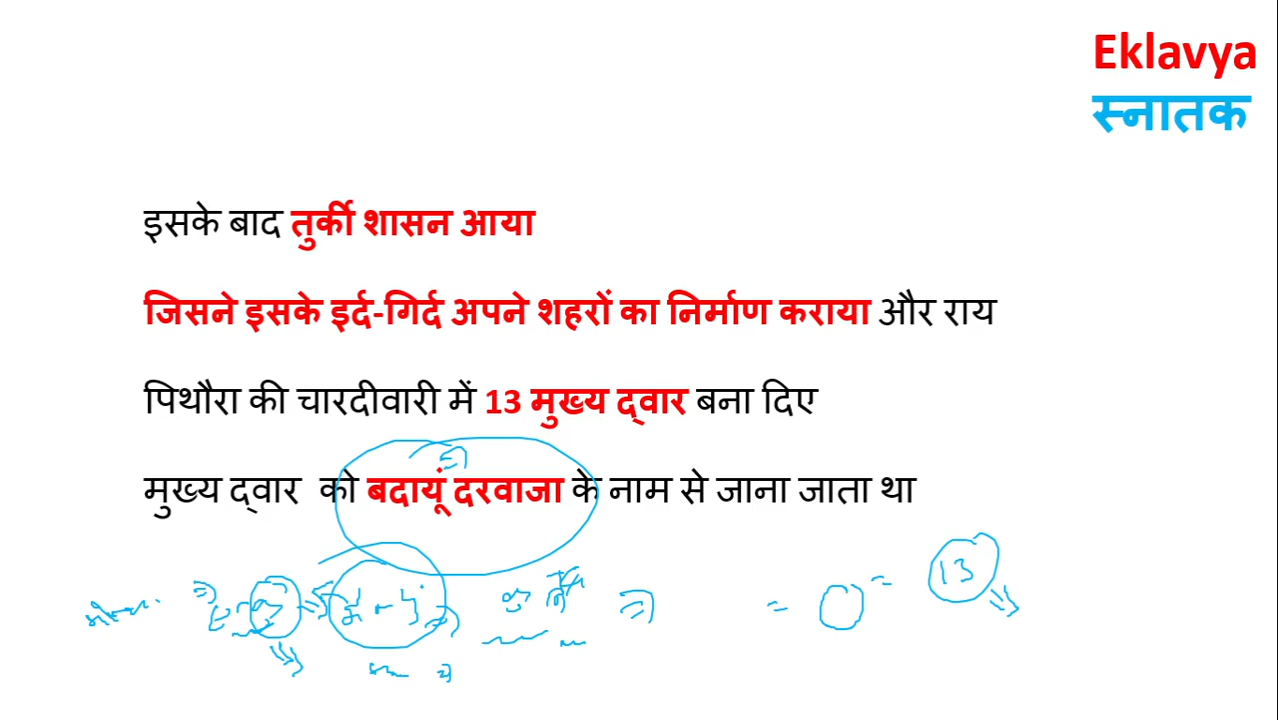 Eklavya
स्नातक
इसके बाद तुर्की शासन आया
जिसने इसके इर्द-गिर्द अपने शहरों का निर्माण कराया और राय
पिथौरा की चारदीवारी में 13 मुख्य द्वार बना दिए
मुख्य द्वार को बदायूं दरवाजा के नाम से जाना जाता था
13